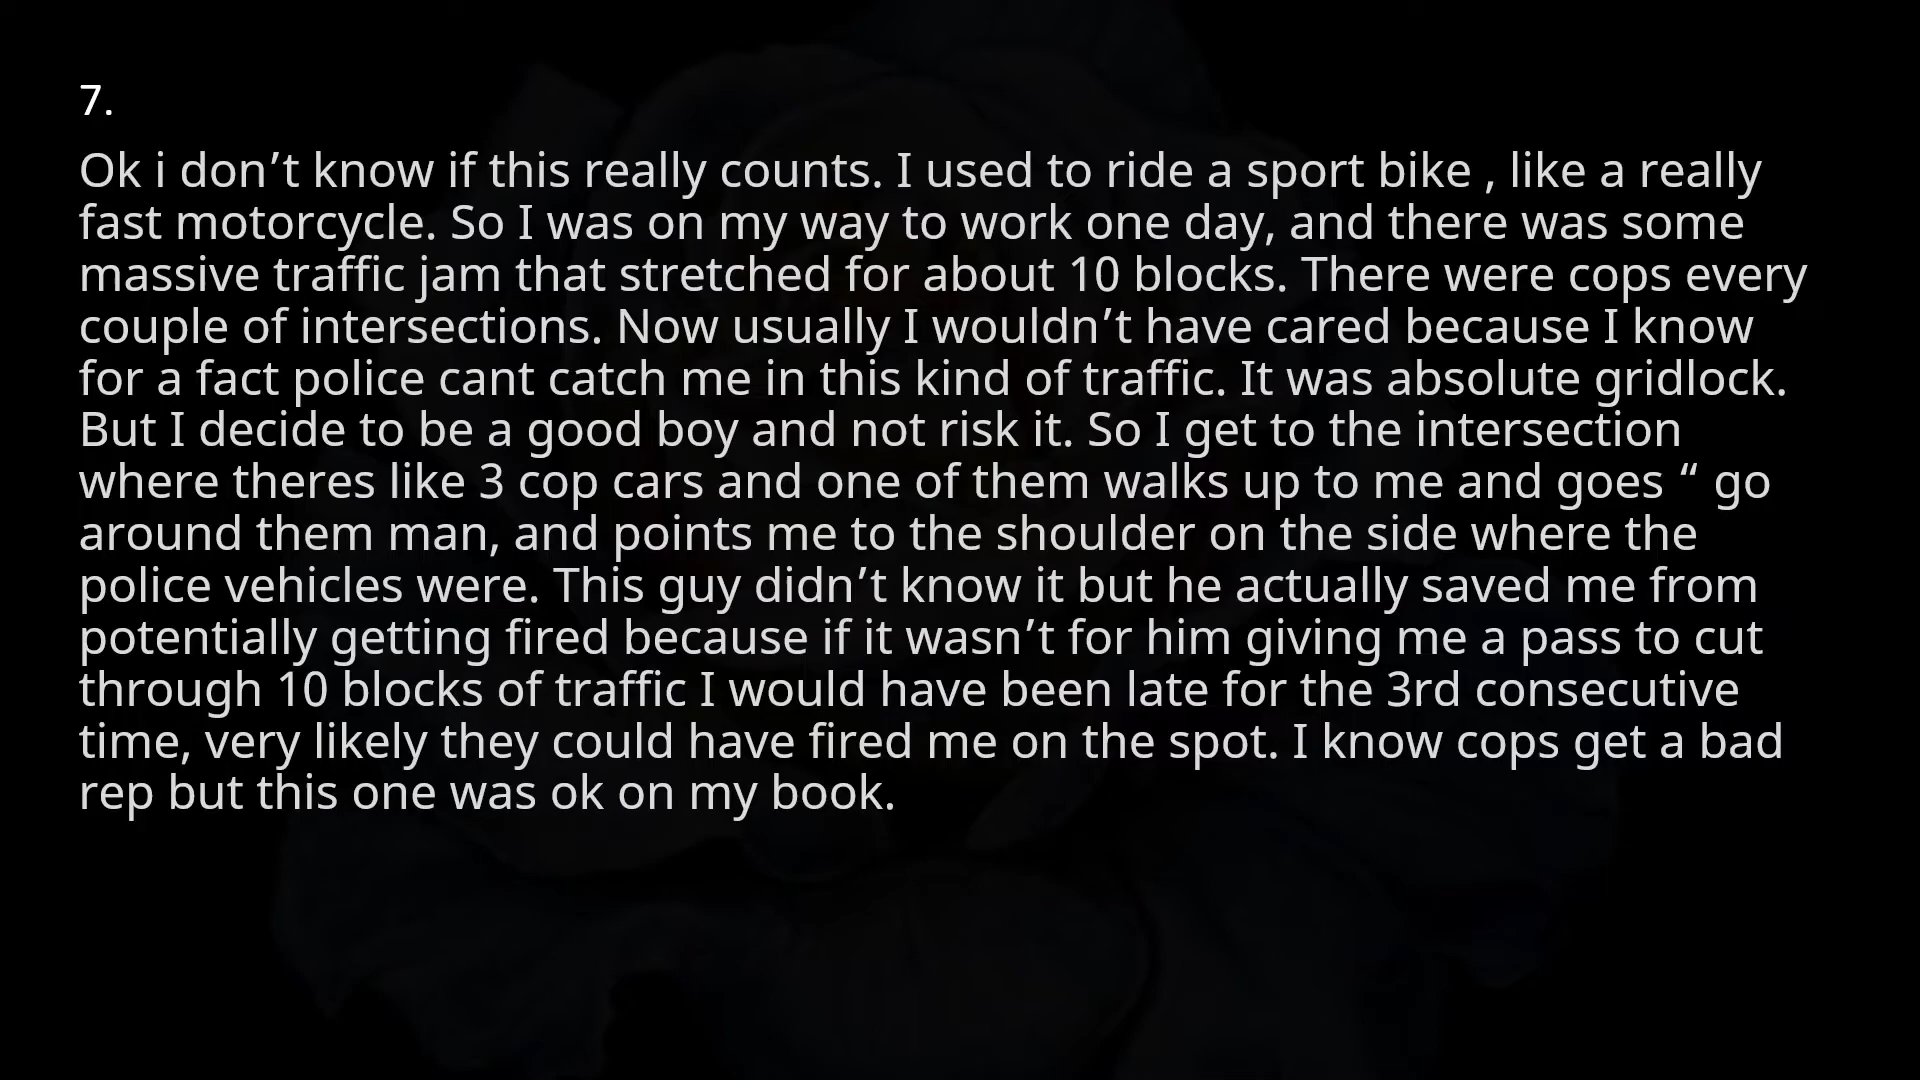 7.
Ok i don’t know if this really counts. I used to ride a sport bike , like a really
fast motorcycle. So I was on my way to work one day, and there was some
massive traffic jam that stretched for about 10 blocks. There were cops every
couple of intersections. Now usually I wouldn’t have cared because I know
for a fact police cant catch me in this kind of traffic. It was absolute gridlock.
But I decide to be a good boy and not risk it. So I get to the intersection
where theres like 3 cop cars and one of them walks up to me and goes “ go
around them man, and points me to the shoulder on the side where the
police vehicles were. This guy didn’t know it but he actually saved me from
potentially getting fired because if it wasn’t for him giving me a pass to cut
through 10 blocks of traffic I would have been late for the 3rd consecutive
time, very likely they could have fired me on the spot. I know cops get a bad
rep but this one was ok on my book.